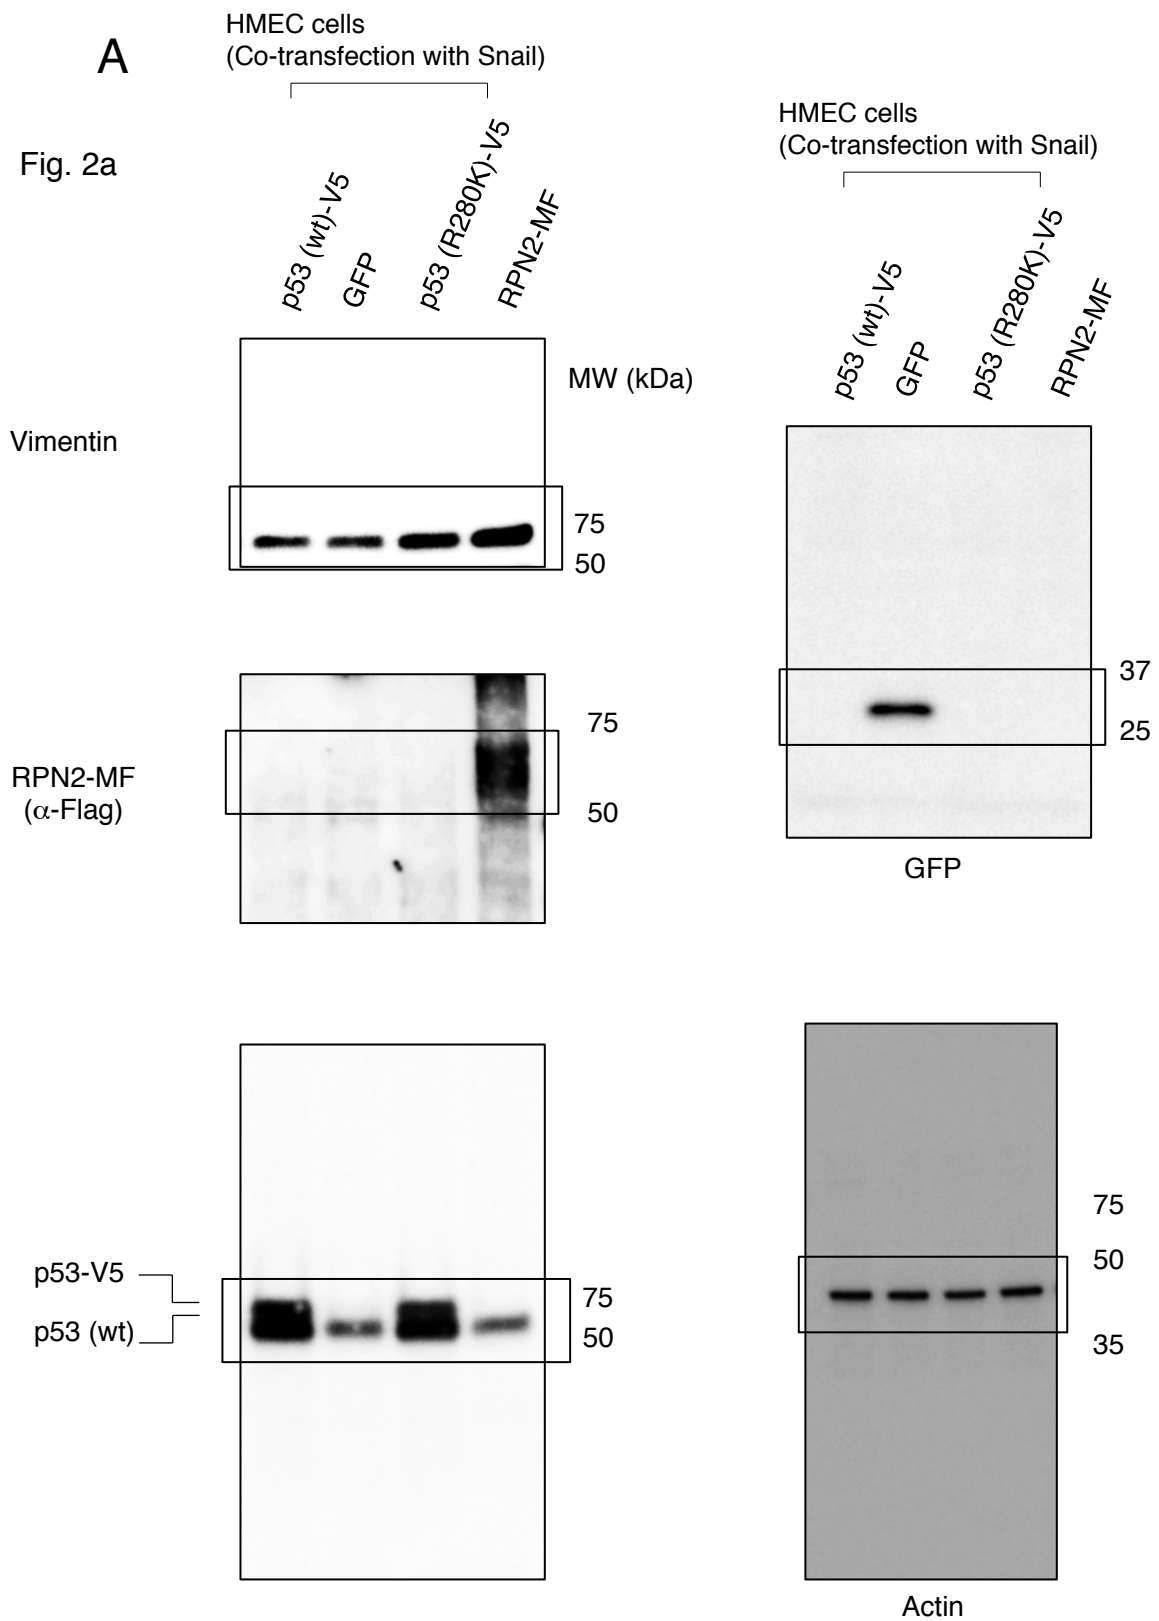 A
Fig. 2a
HMEC cells
(Co-transfection with Snail)
p53 (wt)-V5
GFP
p53 (R280K)-V5
RPN2-MF
MW (kDa)
Vimentin
75
50
RPN2-MF
(α-Flag)
75
50
p53-V5
p53 (wt)
75
50
HMEC cells
(Co-transfection with Snail)
p53 (wt)-V5
GFP
p53 (R280K)-V5
RPN2-MF
37
25
GFP
75
50
35
Actin